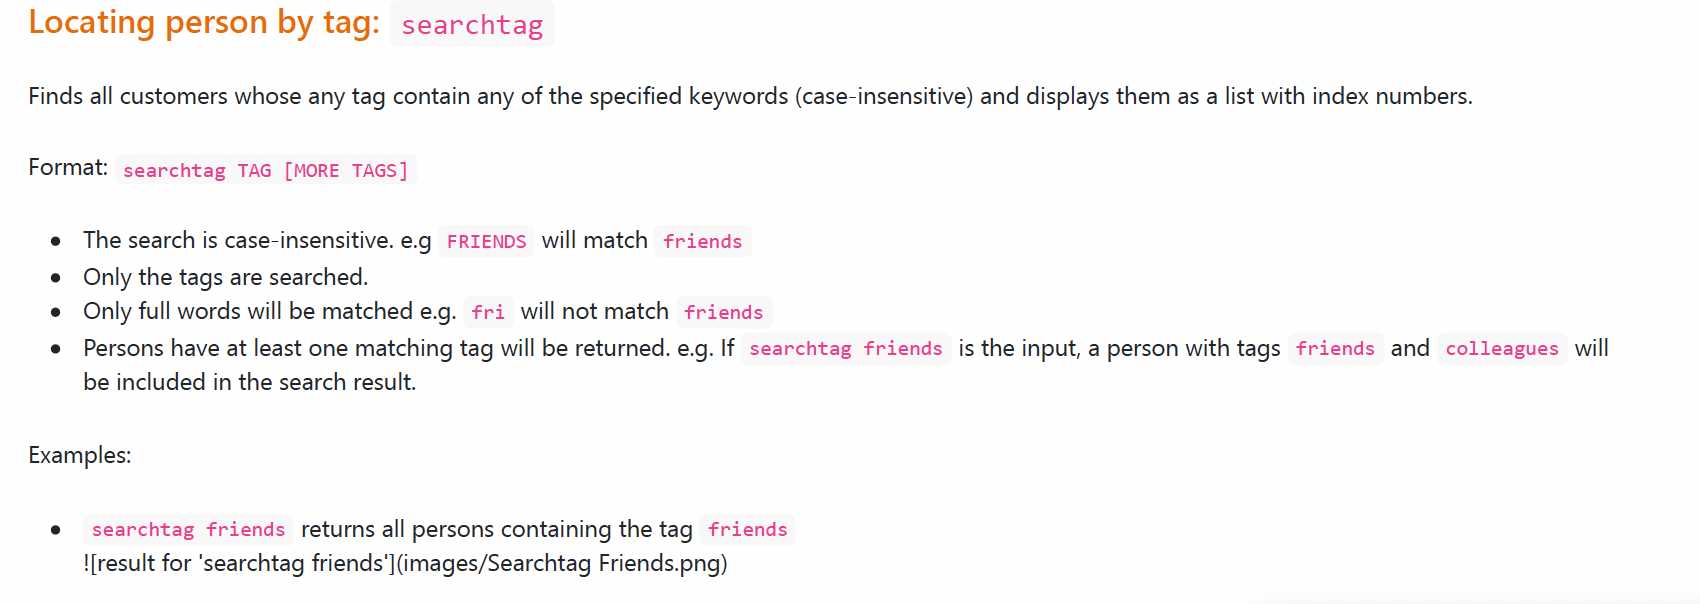 Locating person by tag: searchtag
Finds all customers whose any tag contain any of the specified keywords (case-insensitive) and displays them as a list with index numbers.
Format: searchtag TAG [MORE TAGS]
• The search is case-insensitive. e.g FRIENDS will match friends
• Only the tags are searched.
• Only full words will be matched e.g. fri will not match friends
• Persons have at least one matching tag will be returned. e.g. If searchtag friends is the input, a person with tags friends and colleagues will
be included in the search result.
Examples:
• searchtag friends returns all persons containing the tag friends
![result for 'searchtag friends'](images/Searchtag Friends.png)